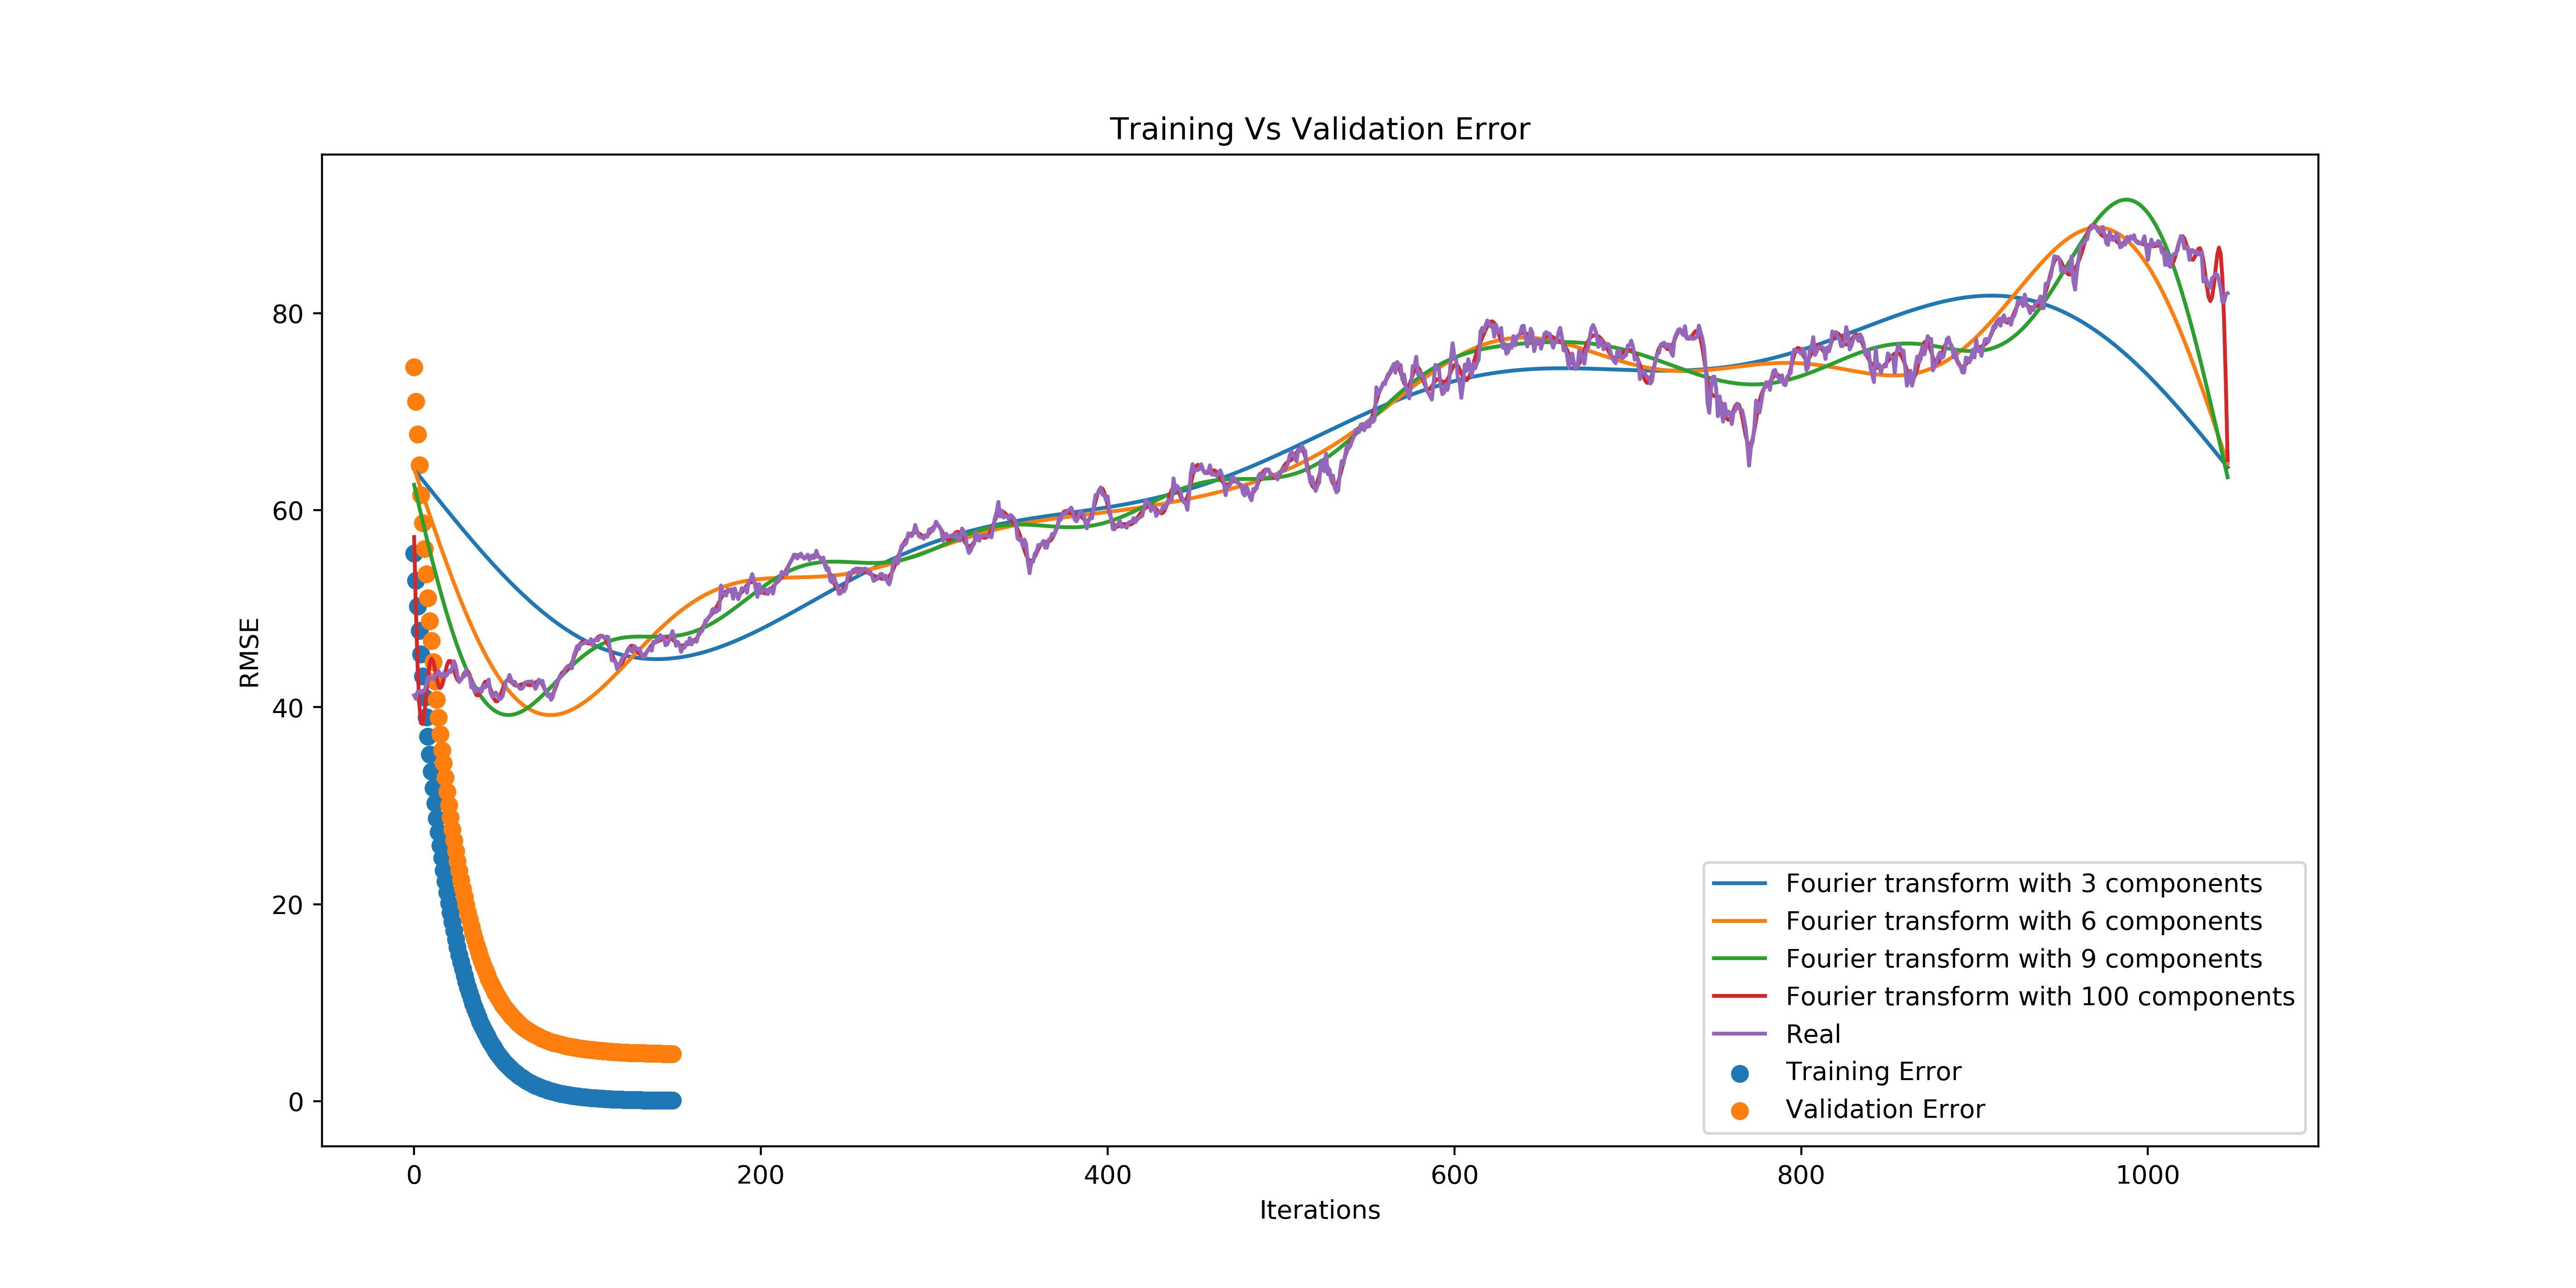 Training Vs Validation Error
RMSE
80
60
40
20
0
0 200 400 600 800 1000
Iterations
Fourier transform with 3 components
Fourier transform with 6 components
Fourier transform with 9 components
Fourier transform with 100 components
Real
Training Error
Validation Error